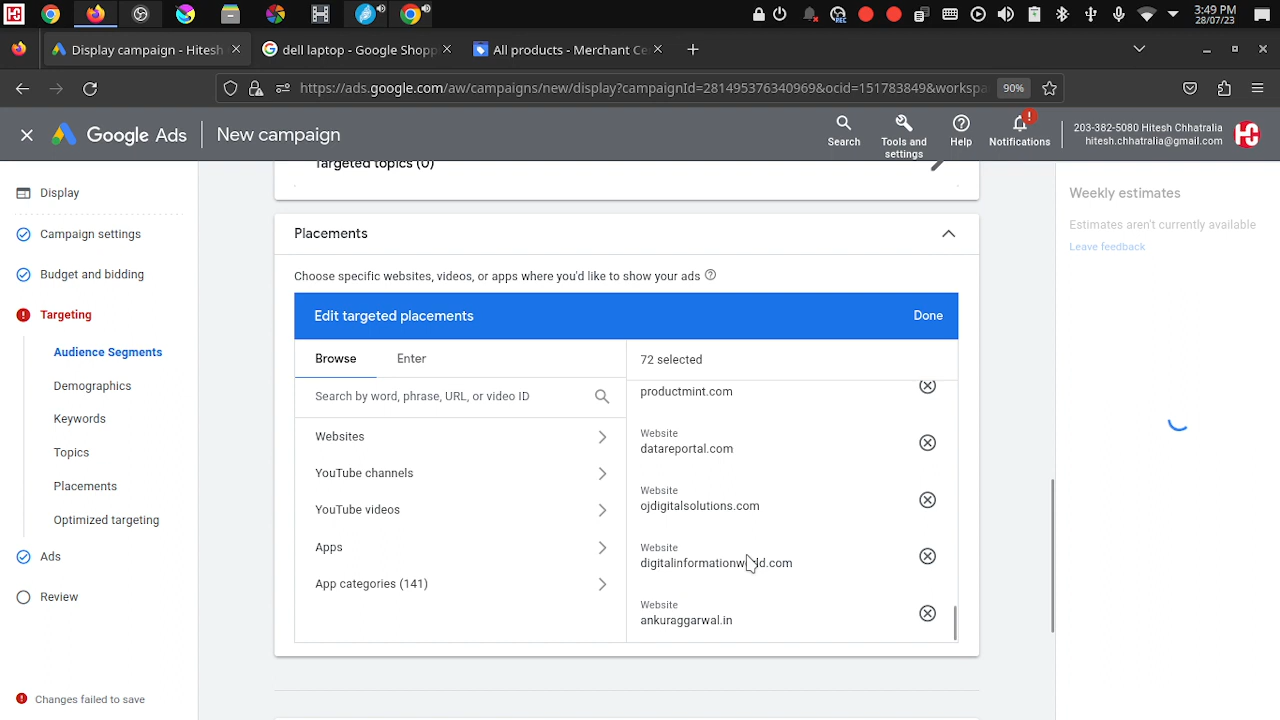 3:49 PM
28/07/23
Display campaign - Hitesh
dell laptop - Google Shopp
All products - Merchant Ce
https://ads.google.com/aw/campaigns/new/display?campaignId=281495376340969&ocid=151783849&workspa
90%
Google Ads
New campaign
Search
Tools and
settings
Help
Notifications
203-382-5080 Hitesh Chhatralia
hitesh.chhatralia@gmail.com
Display
Campaign settings
Budget and bidding
Targeting
Audience Segments
Demographics
Keywords
Topics
Placements
Optimized targeting
Ads
Review
Changes failed to save
Targeted topics (0)
Placements
Choose specific websites, videos, or apps where you'd like to show your ads
Edit targeted placements
Done
Browse
Enter
72 selected
Search by word, phrase, URL, or video ID
Websites
YouTube channels
YouTube videos
Apps
App categories (141)
productmint.com
Website
datareportal.com
Website
ojdigitalsolutions.com
Website
digitalinformationworld.com
Website
ankuraggarwal.in
Weekly estimates
Estimates aren't currently available
Leave feedback